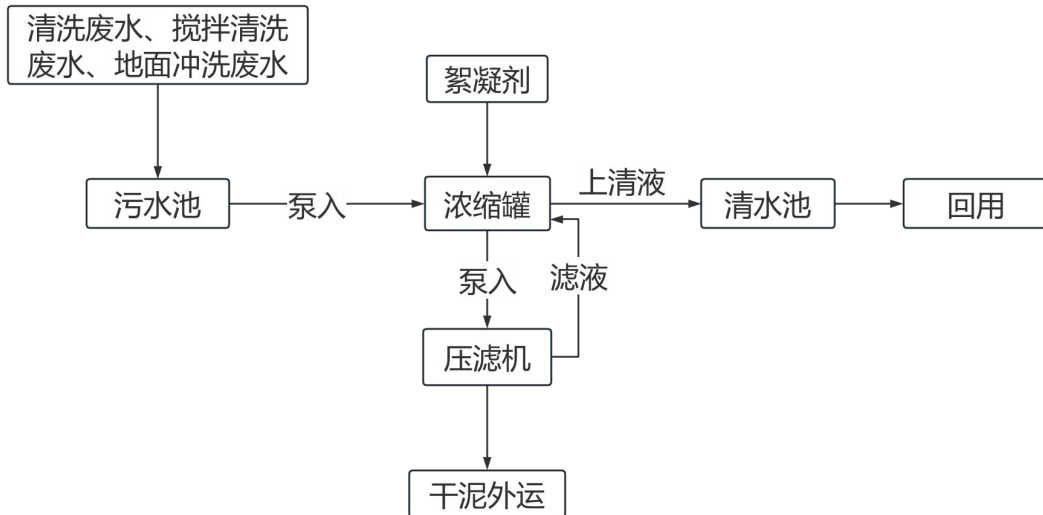 清洗废水、搅拌清洗
废水、地面冲洗废水
絮凝剂
污水池
泵入
浓缩罐
上清液
清水池
回用
泵入
滤液
压滤机
干泥外运